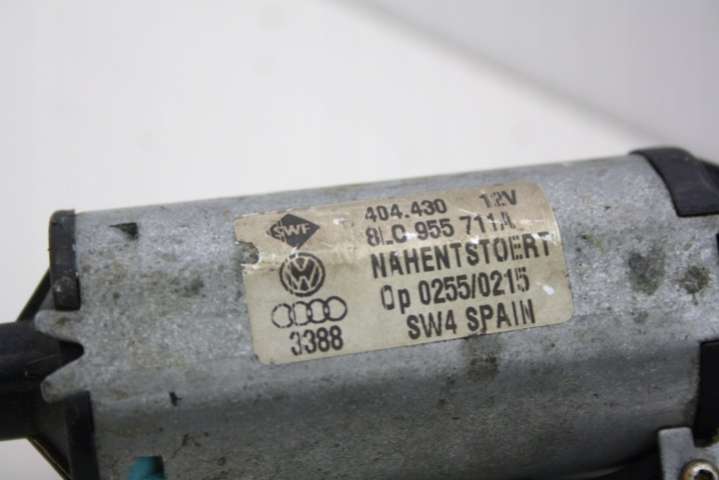 SWF 404.430 12V
8L0 955 711A
NAHENTSTOERT
Op 0255/0215
3388 SW4 SPAIN